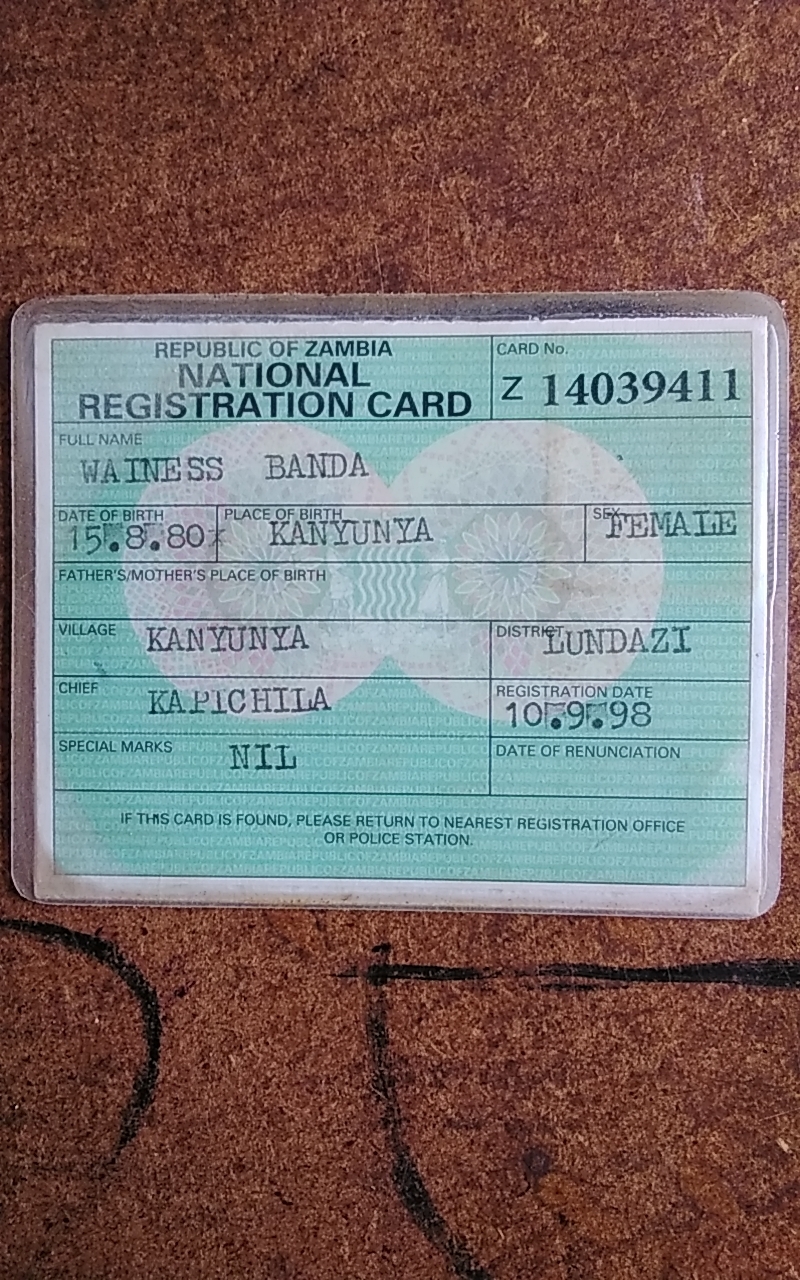 REPUBLIC OF ZAMBIA
NATIONAL
REGISTRATION CARD
CARD No.
Z 14039411
FULL NAME
WAINESS BANDA
DATE OF BIRTH
15.8.80
PLACE OF BIRTH
KANYUNYA
SEX
FEMALE
FATHER'S/MOTHER'S PLACE OF BIRTH
VILLAGE
KANYUNYA
DISTRICT
LUNDAZI
CHIEF
KAPICHILA
REGISTRATION DATE
10.9.98
SPECIAL MARKS
NIL
DATE OF RENUNCIATION
IF THIS CARD IS FOUND, PLEASE RETURN TO NEAREST REGISTRATION OFFICE
OR POLICE STATION.